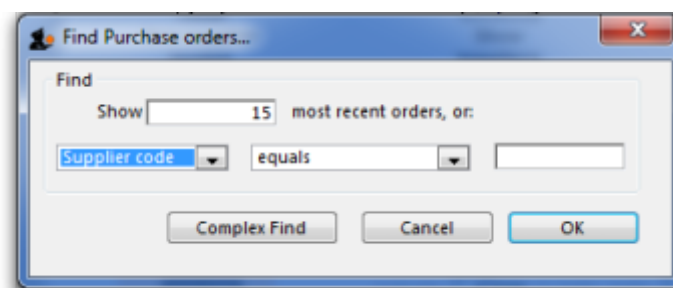 Find Purchase orders...
Find
Show 15 most recent orders, or:
Supplier code equals
Complex Find Cancel OK